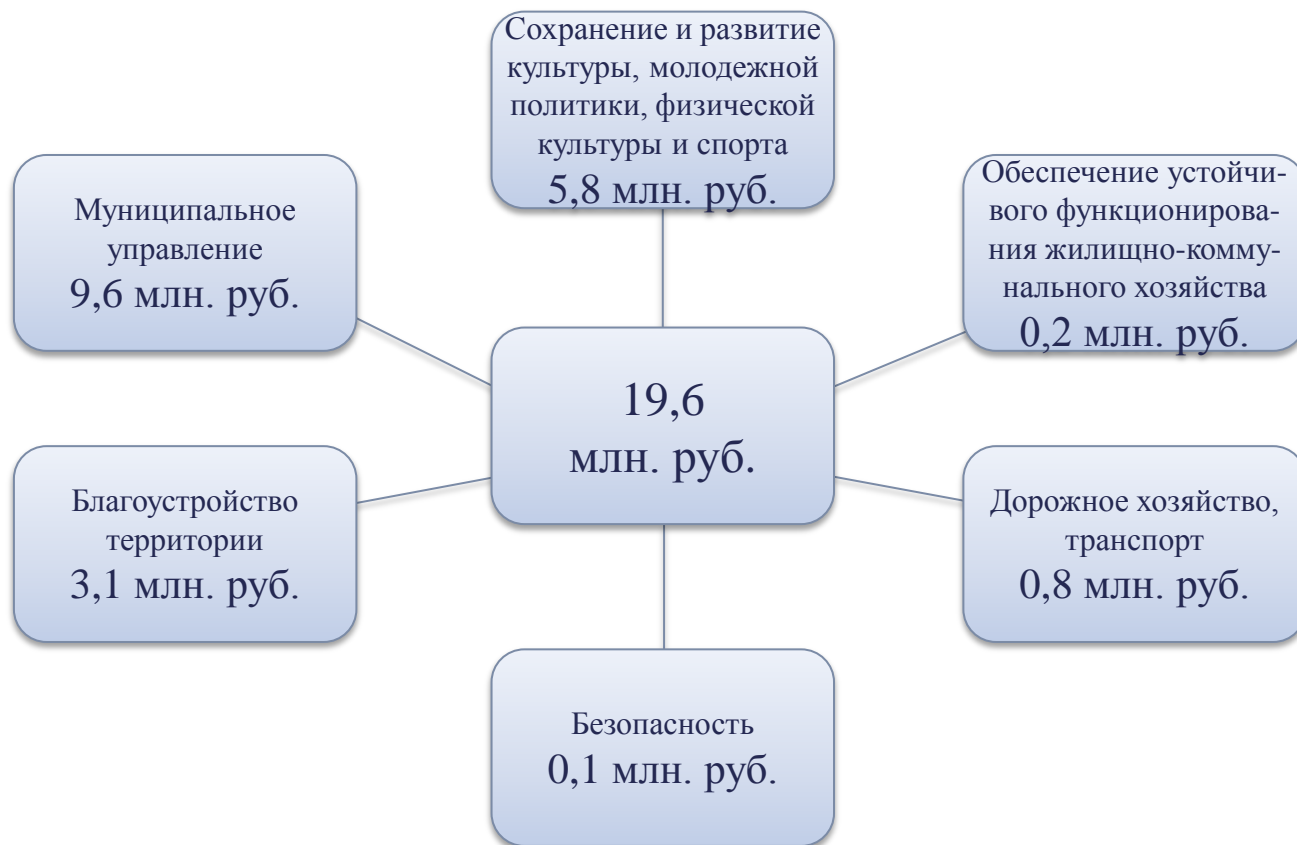 Сохранение и развитие
культуры, молодежной
политики, физической
культуры и спорта
5,8 млн. руб.
Муниципальное
управление
9,6 млн. руб.
Обеспечение устойчи-
вого функционирова-
ния жилищно-комму-
нального хозяйства
0,2 млн. руб.
19,6
млн. руб.
Благоустройство
территории
3,1 млн. руб.
Дорожное хозяйство,
транспорт
0,8 млн. руб.
Безопасность
0,1 млн. руб.